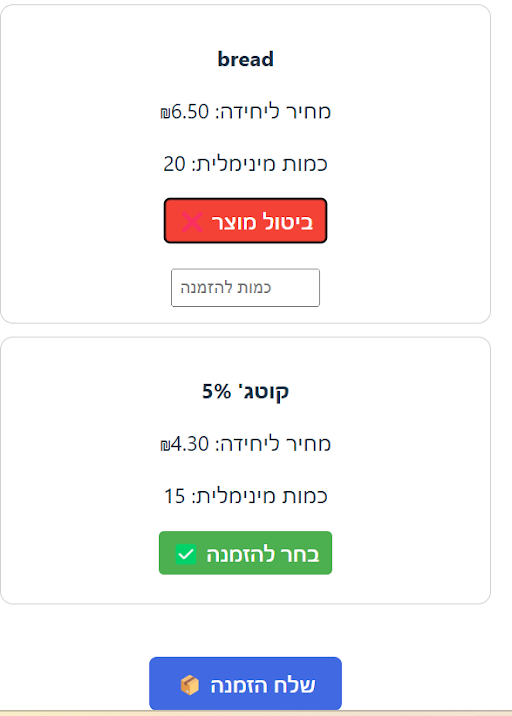 bread
מחיר ליחידה: 6.50₪
כמות מינימלית: 20
ביטול מוצר ❌
כמות להזמנה
קוטג' 5%
מחיר ליחידה: 4.30₪
כמות מינימלית: 15
בחר להזמנה ✅
שלח הזמנה 📦